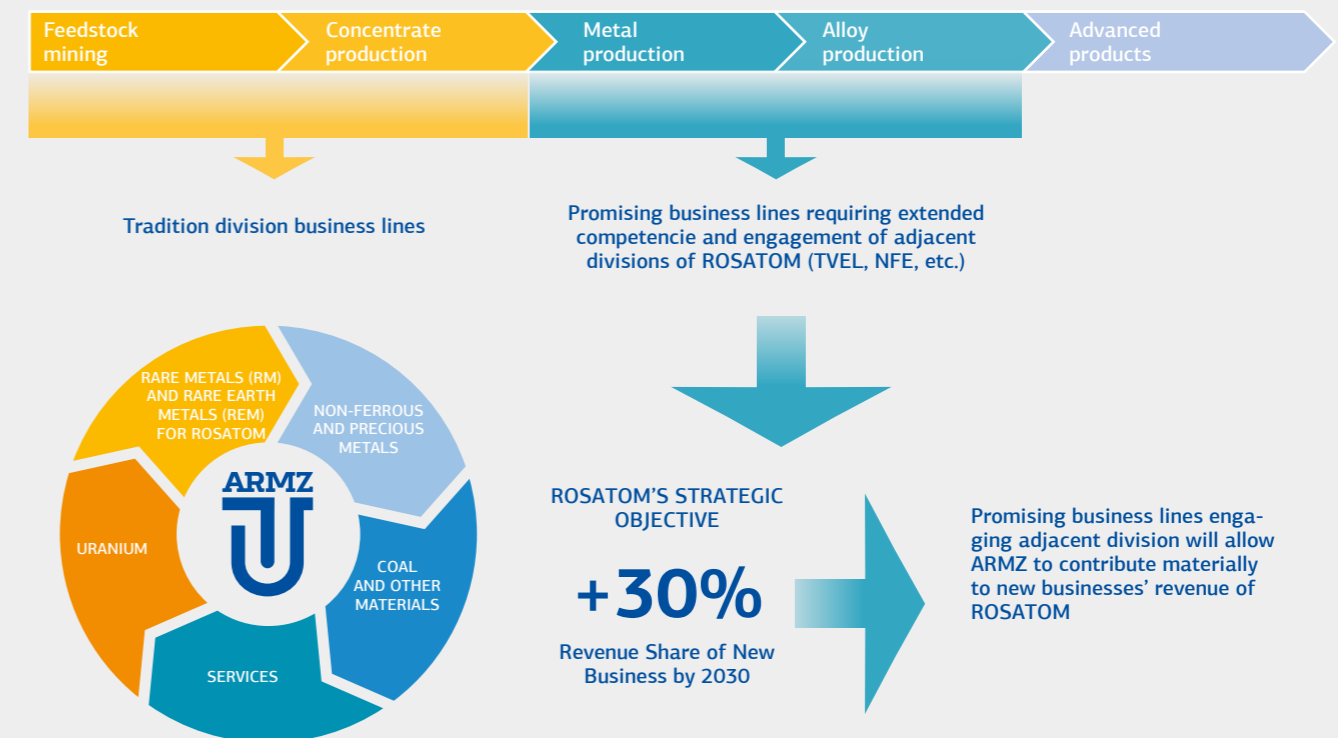 Feedstock
mining
Concentrate
production
Metal
production
Alloy
production
Advanced
products
Tradition division business lines
Promising business lines requiring extended
competencie and engagement of adjacent
divisions of ROSATOM (TVEL, NFE, etc.)
RARE METALS (RM)
AND RARE EARTH
METALS (REM)
FOR ROSATOM
NON-FERROUS
AND PRECIOUS
METALS
ARMZ
URANIUM
COAL
AND OTHER
MATERIALS
SERVICES
ROSATOM’S STRATEGIC
OBJECTIVE
+30%
Revenue Share of New
Business by 2030
Promising business lines enga-
ging adjacent division will allow
ARMZ to contribute materially
to new businesses’ revenue of
ROSATOM